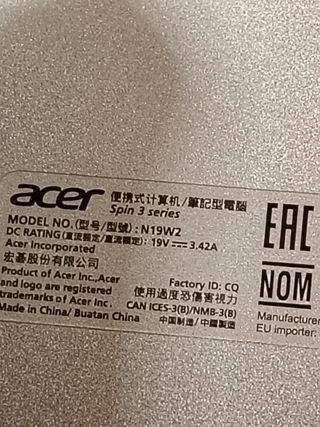 acer 便携式计算机/筆記型電腦
Spin 3 series
MODEL NO.(型号/型號): N19W2
DC RATING(直流额定/直流額定): 19V⎓3.42A
Acer Incorporated
宏碁股份有限公司
Product of Acer Inc.,Acer
and logo are registered
trademarks of Acer Inc.
Made in China/ Buatan China
Factory ID: CQ
使用過度恐傷害視力
CAN ICES-3(B)/NMB-3(B)
中国制造/中國製造
EAC
NOM
Manufacturer
EU importer: